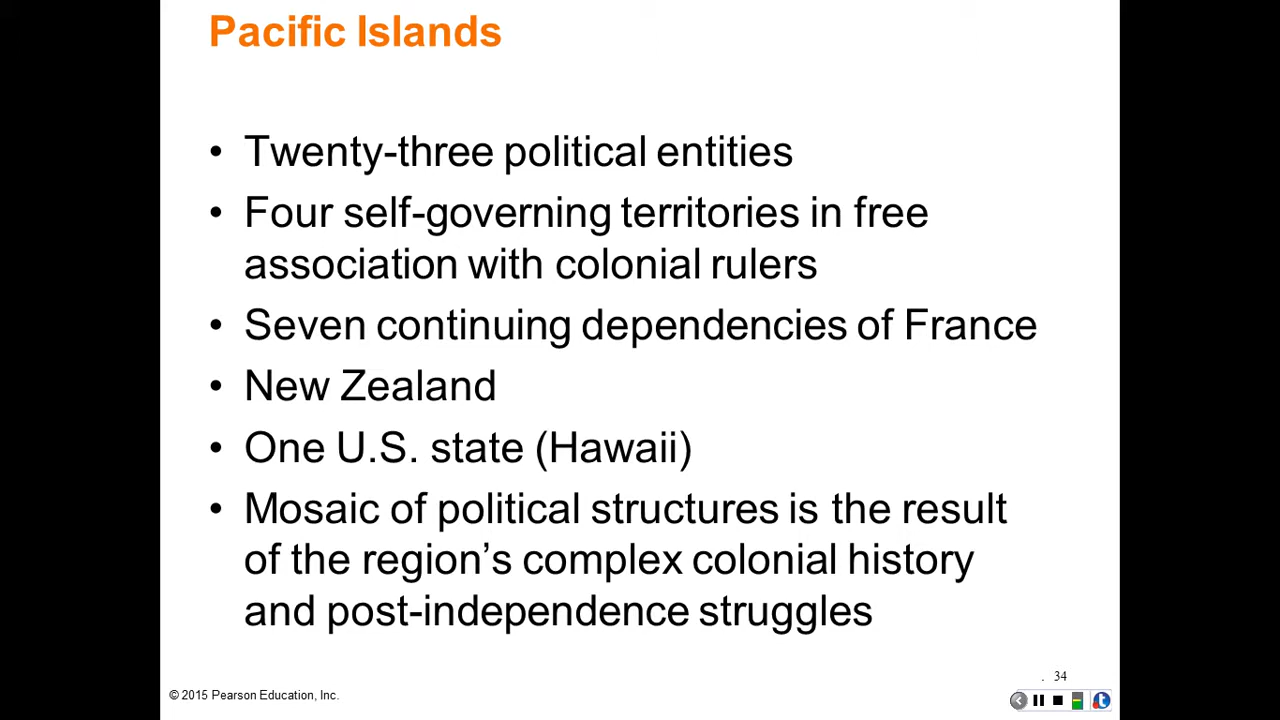 Pacific Islands
• Twenty-three political entities
• Four self-governing territories in free
association with colonial rulers
• Seven continuing dependencies of France
• New Zealand
• One U.S. state (Hawaii)
• Mosaic of political structures is the result
of the region’s complex colonial history
and post-independence struggles
. 34
© 2015 Pearson Education, Inc.
t